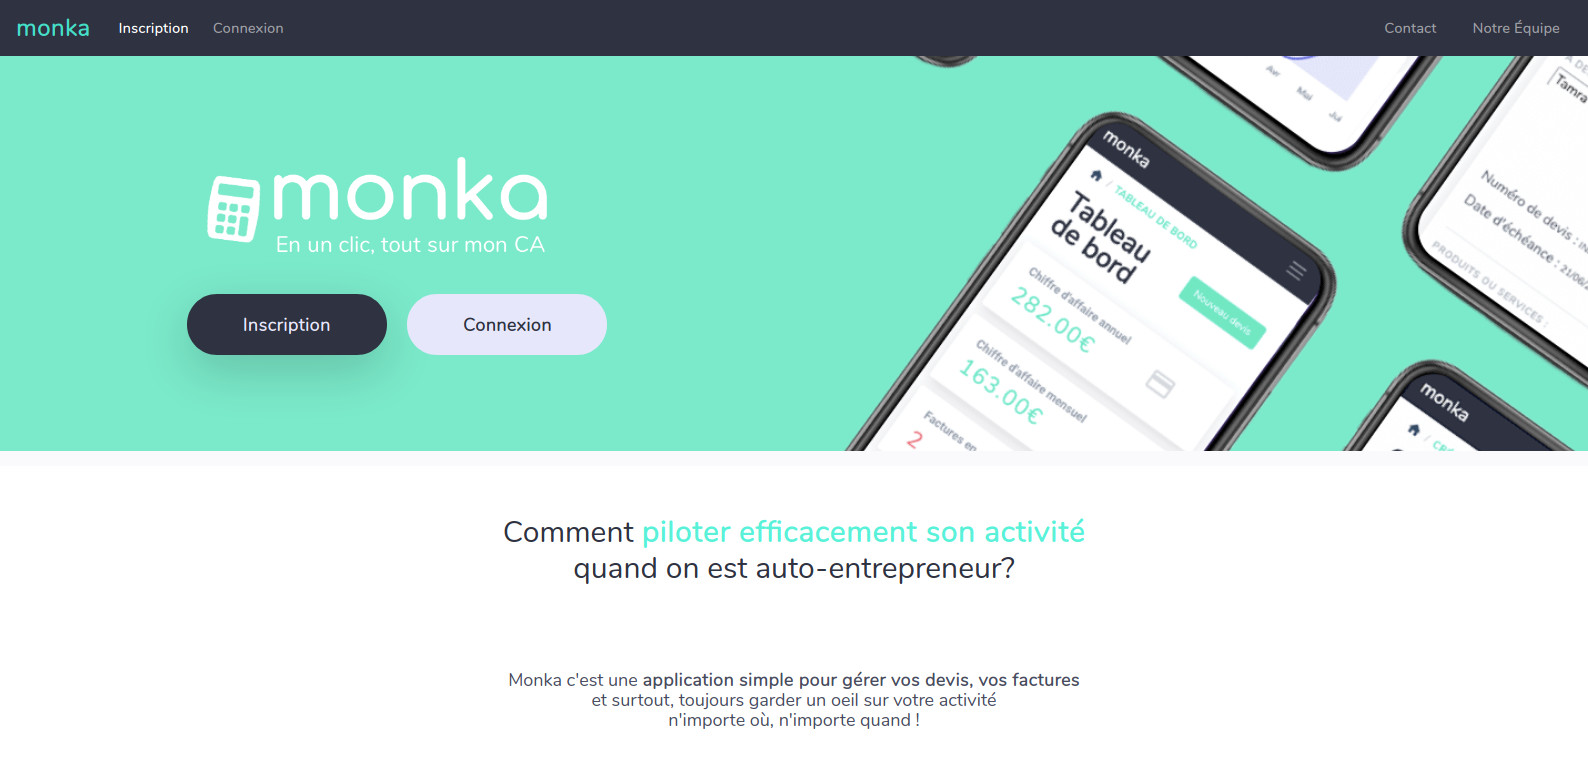 monka
Inscription
Connexion
Contact
Notre Équipe
monka
En un clic, tout sur mon CA
Inscription
Connexion
Avr
Mai
Jui
monka
/ TABLEAU DE BORD
Tableau
de bord
Nouveau devis
Chiffre d'affaire annuel
282.00€
Chiffre d'affaire mensuel
163.00€
Factures en
2
Tamra
Numéro de devis :
Date d'échéance : 21/06/2
PRODUITS OU SERVICES :
monka
Comment piloter efficacement son activité
quand on est auto-entrepreneur?
Monka c'est une application simple pour gérer vos devis, vos factures
et surtout, toujours garder un oeil sur votre activité
n'importe où, n'importe quand !